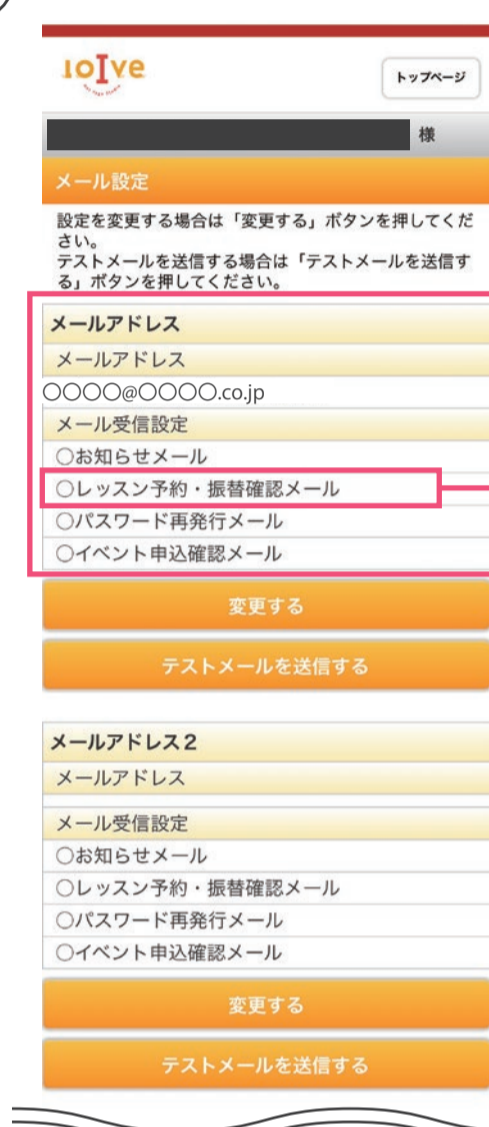 loIve
トップページ
様
メール設定
設定を変更する場合は「変更する」ボタンを押してくだ
さい。
テストメールを送信する場合は「テストメールを送信す
る」ボタンを押してください。
メールアドレス
メールアドレス
〇〇〇〇@〇〇〇〇.co.jp
メール受信設定
○お知らせメール
○レッスン予約・振替確認メール
○パスワード再発行メール
○イベント申込確認メール
変更する
テストメールを送信する
メールアドレス2
メールアドレス
メール受信設定
○お知らせメール
○レッスン予約・振替確認メール
○パスワード再発行メール
○イベント申込確認メール
変更する
テストメールを送信する